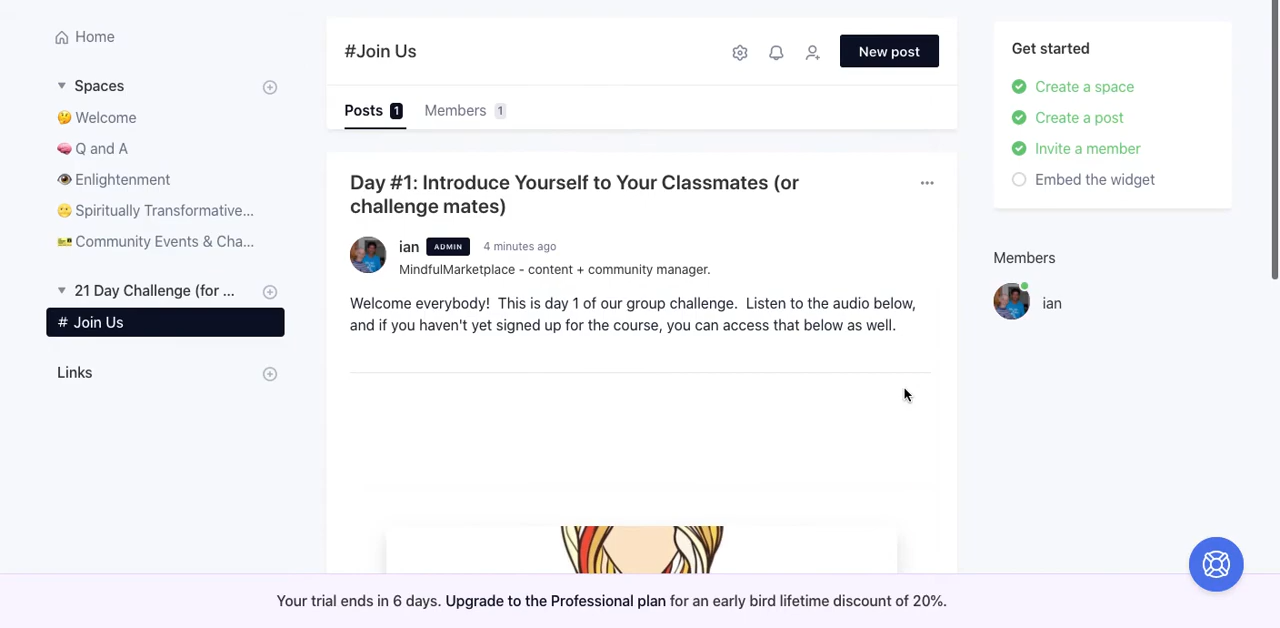 Home
Spaces
Welcome
Q and A
Enlightenment
Spiritually Transformative...
Community Events & Cha...
21 Day Challenge (for ...
# Join Us
Links
#Join Us
New post
Posts 1
Members 1
Day #1: Introduce Yourself to Your Classmates (or
challenge mates)
ian ADMIN 4 minutes ago
MindfulMarketplace - content + community manager.
Welcome everybody! This is day 1 of our group challenge. Listen to the audio below,
and if you haven't yet signed up for the course, you can access that below as well.
Get started
Create a space
Create a post
Invite a member
Embed the widget
Members
ian
Your trial ends in 6 days. Upgrade to the Professional plan for an early bird lifetime discount of 20%.